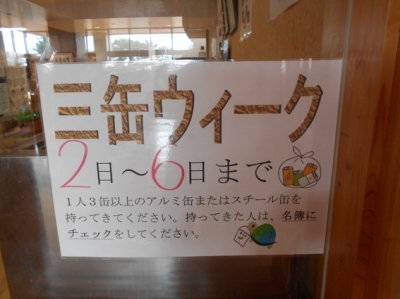 三缶ウィーク
2日～6日まで
1人3缶以上のアルミ缶またはスチール缶を
持ってきてください。持ってきた人は、名簿に
チェックをしてください。